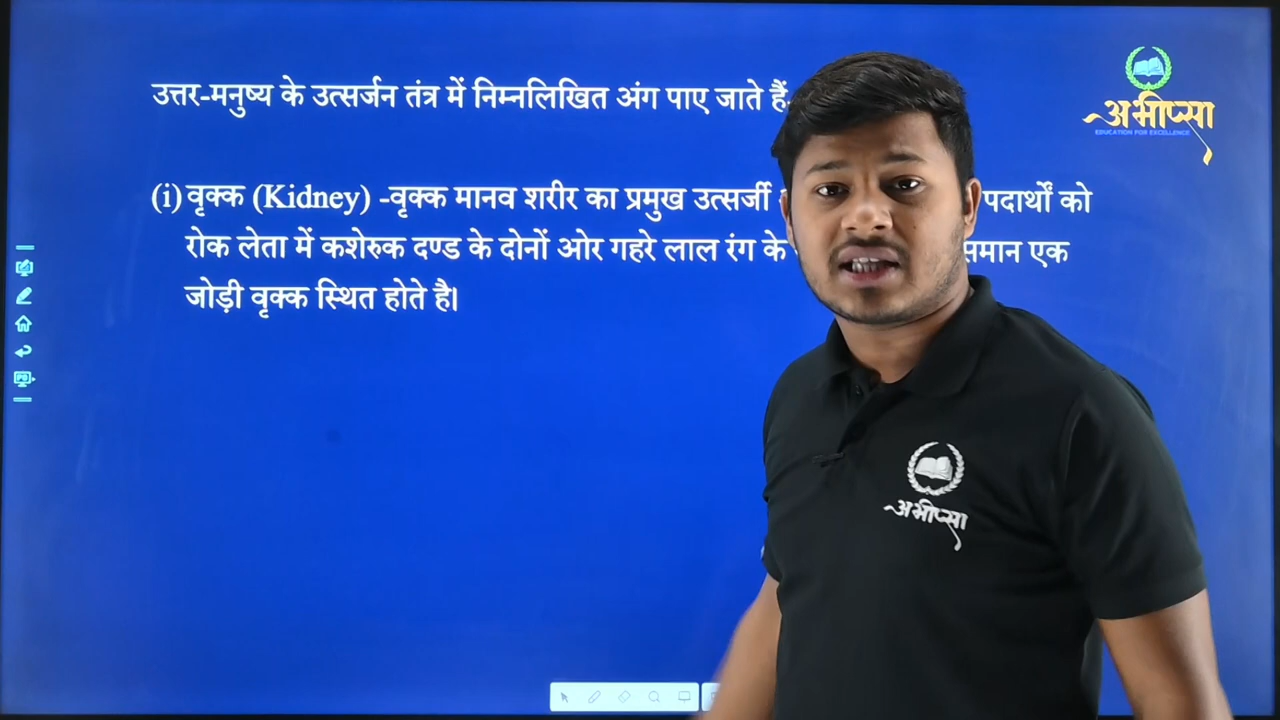 उत्तर-मनुष्य के उत्सर्जन तंत्र में निम्नलिखित अंग पाए जाते हैं-
अभीप्सा
EDUCATION FOR EXCELLENCE
(i) वृक्क (Kidney) -वृक्क मानव शरीर का प्रमुख उत्सर्जी पदार्थों को
रोक लेता में कशेरुक दण्ड के दोनों ओर गहरे लाल रंग के समान एक
जोड़ी वृक्क स्थित होते है।
अभीप्सा